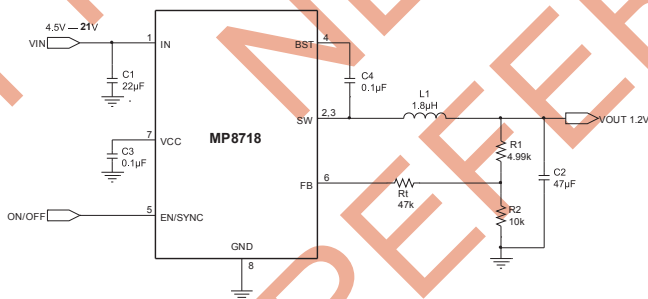 4.5V — 21V
VIN
1
IN
C1
22µF
4
BST
C4
0.1µF
L1
1.8µH
2,3
SW
VOUT 1.2V
7
VCC
C3
0.1µF
MP8718
R1
4.99k
C2
47µF
6
FB
Rt
47k
R2
10k
5
ON/OFF
EN/SYNC
GND
8